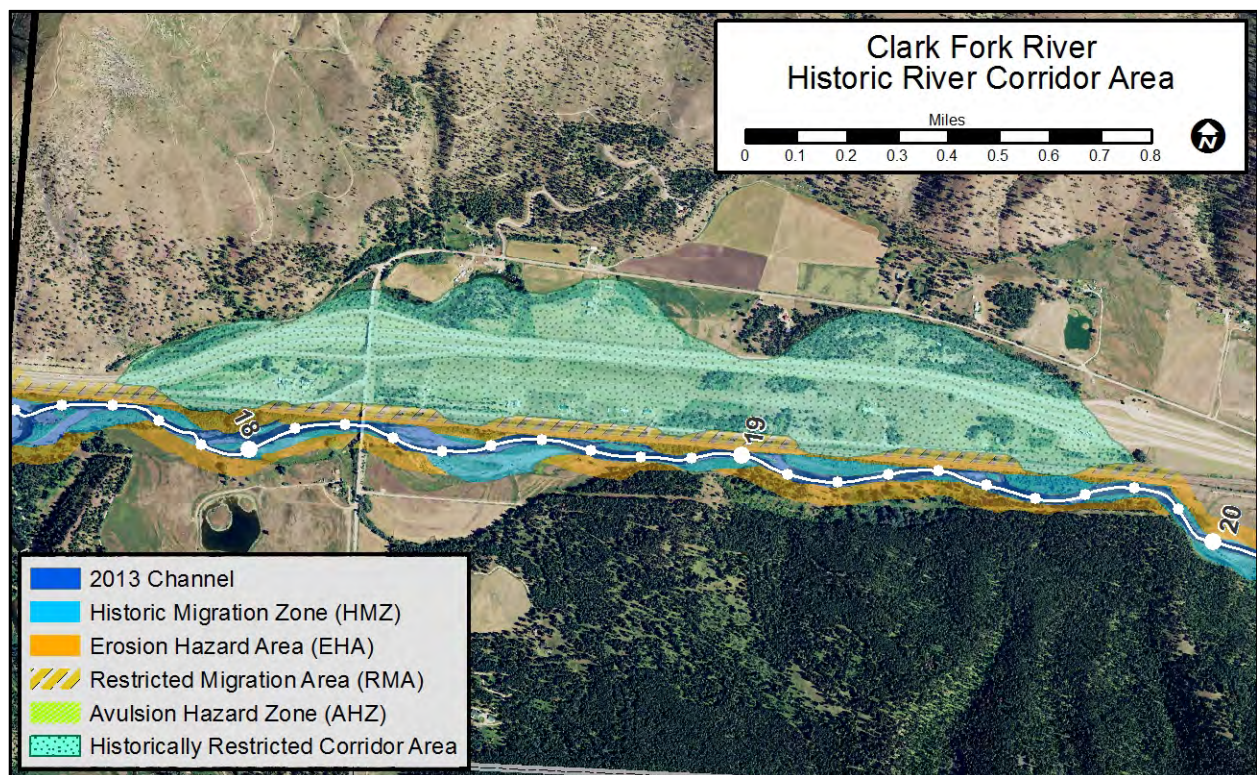 Clark Fork River
Historic River Corridor Area
Miles
0 0.1 0.2 0.3 0.4 0.5 0.6 0.7 0.8
N
18
19
20
2013 Channel
Historic Migration Zone (HMZ)
Erosion Hazard Area (EHA)
Restricted Migration Area (RMA)
Avulsion Hazard Zone (AHZ)
Historically Restricted Corridor Area